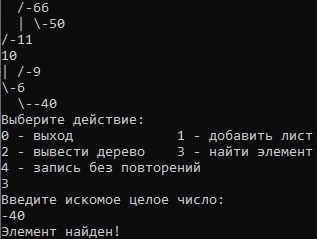 /-66
  | \-50
/-11
10
| /-9
\-6
  \--40
Выберите действие:
0 - выход             1 - добавить лист
2 - вывести дерево    3 - найти элемент
4 - запись без повторений
3
Введите искомое целое число:
-40
Элемент найден!